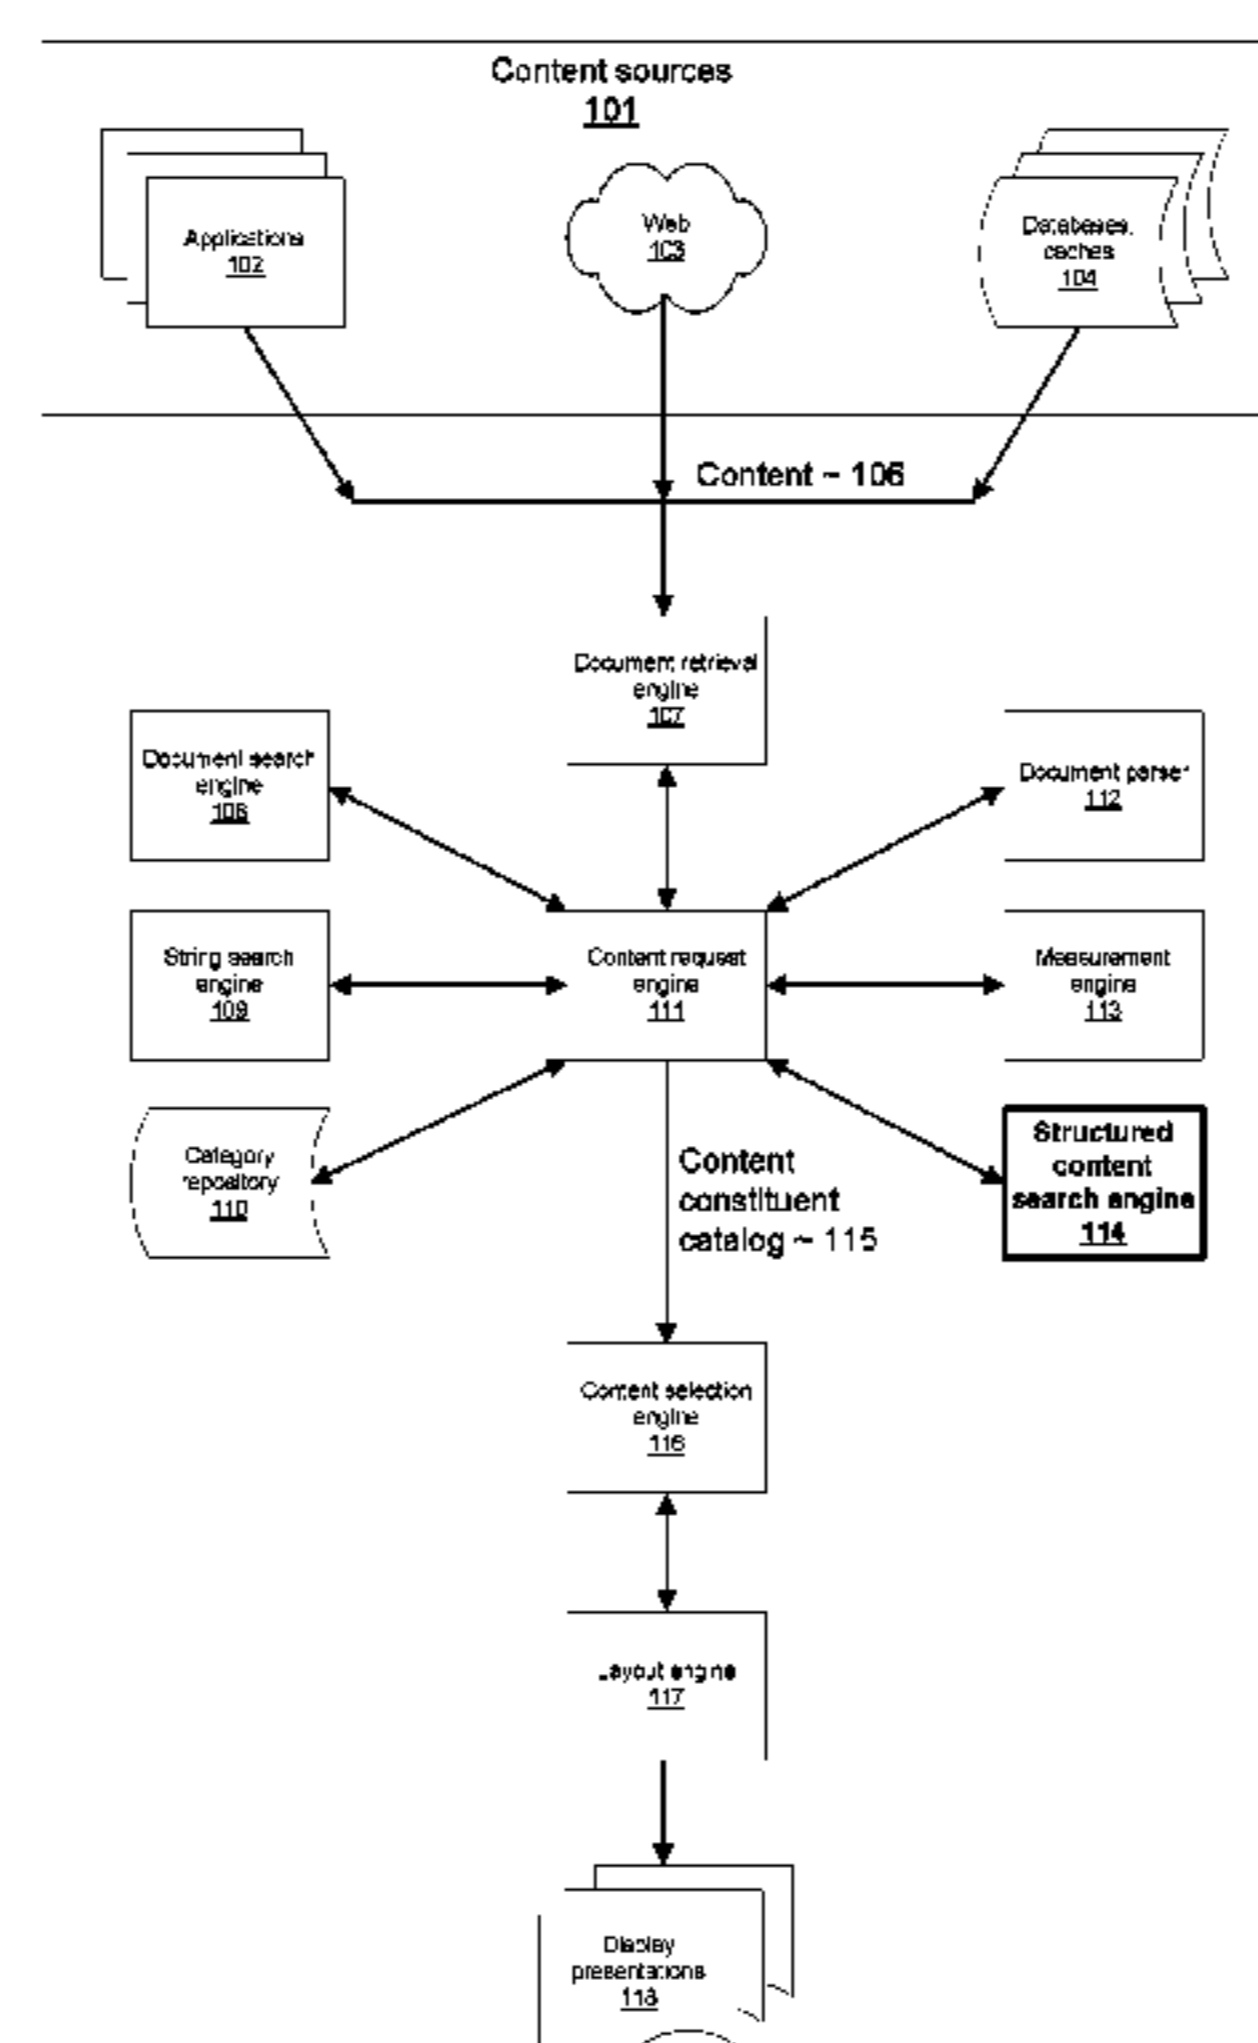 Content sources
101
Applications
102
Web
103
Databases,
caches
104
Content ~ 106
Document retrieval
engine
107
Document search
engine
108
Document parser
112
String search
engine
109
Content request
engine
111
Measurement
engine
113
Category
repository
110
Content
constituent
catalog ~ 115
Structured
content
search engine
114
Content selection
engine
116
Layout engine
117
Display
presentations
118